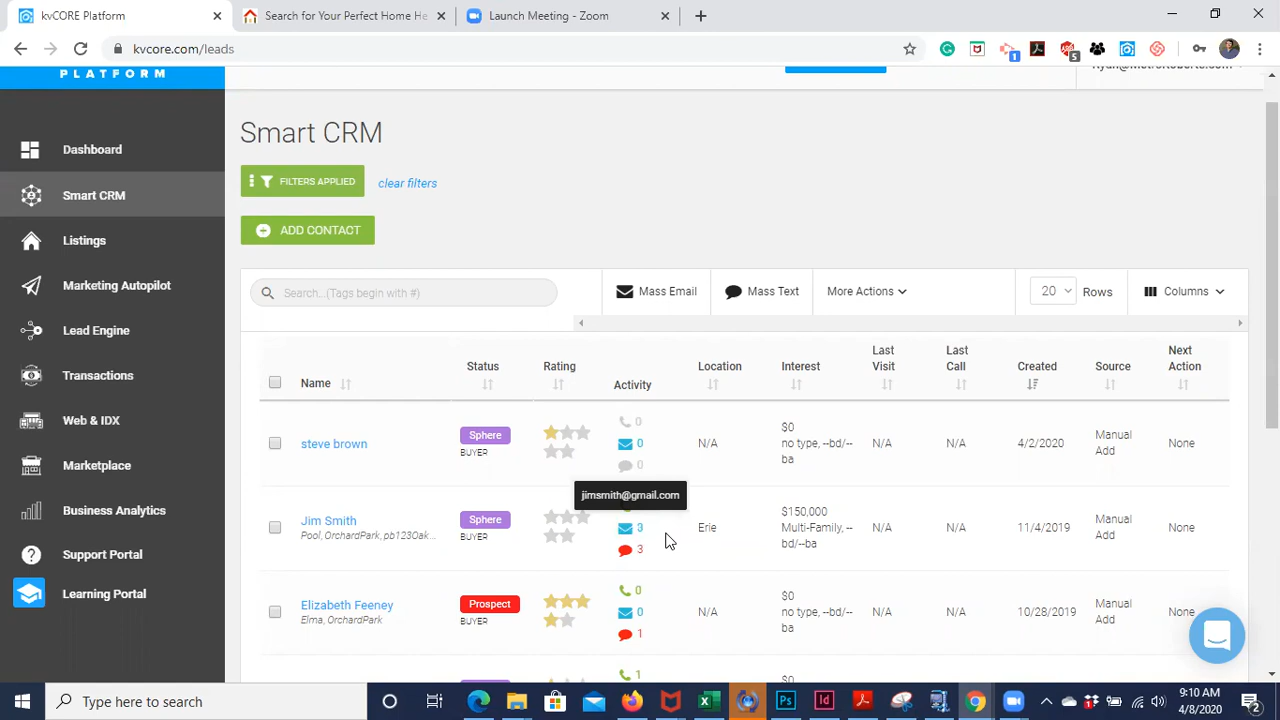 kvCORE Platform
Search for Your Perfect Home He
Launch Meeting - Zoom
kvcore.com/leads
1
5
PLATFORM
Dashboard
Smart CRM
Listings
Marketing Autopilot
Lead Engine
Transactions
Web & IDX
Marketplace
Business Analytics
Support Portal
Learning Portal
Smart CRM
FILTERS APPLIED
clear filters
ADD CONTACT
Search...(Tags begin with #)
Mass Email
Mass Text
More Actions
20
Rows
Columns
Name
Status
Rating
Activity
Location
Interest
Last Visit
Last Call
Created
Source
Next Action
steve brown
Sphere
BUYER
0
0
0
N/A
$0
no type, --bd/--
ba
N/A
N/A
4/2/2020
Manual
Add
None
jimsmith@gmail.com
Jim Smith
Pool, OrchardPark, pb123Oak...
Sphere
BUYER
3
3
Erie
$150,000
Multi-Family, --
bd/--ba
N/A
N/A
11/4/2019
Manual
Add
None
Elizabeth Feeney
Elma, OrchardPark
Prospect
BUYER
0
0
1
N/A
$0
no type, --bd/--
ba
N/A
N/A
10/28/2019
Manual
Add
None
1
Type here to search
9:10 AM
4/8/2020
2